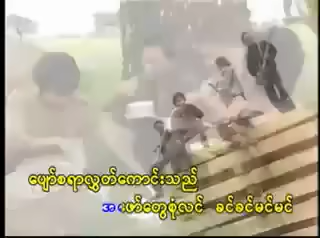 ပျော်စရာလွှတ်ကောင်းသည်
အဖော်တွေစုံလင် ခင်ခင်မင်မင်